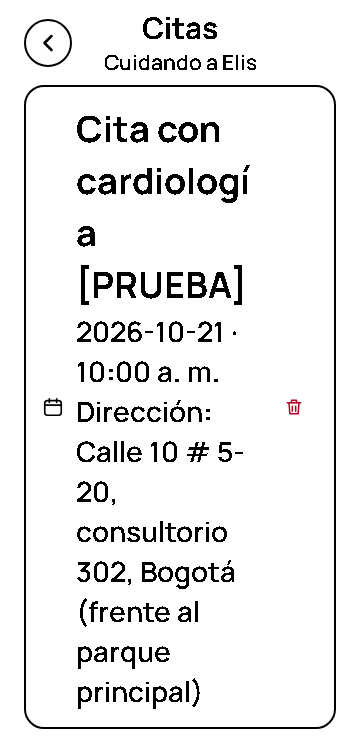 Citas
Cuidando a Elis
Cita con
cardiologí
a
[PRUEBA]
2026-10-21 ·
10:00 a. m.
Dirección:
Calle 10 # 5-
20,
consultorio
302, Bogotá
(frente al
parque
principal)